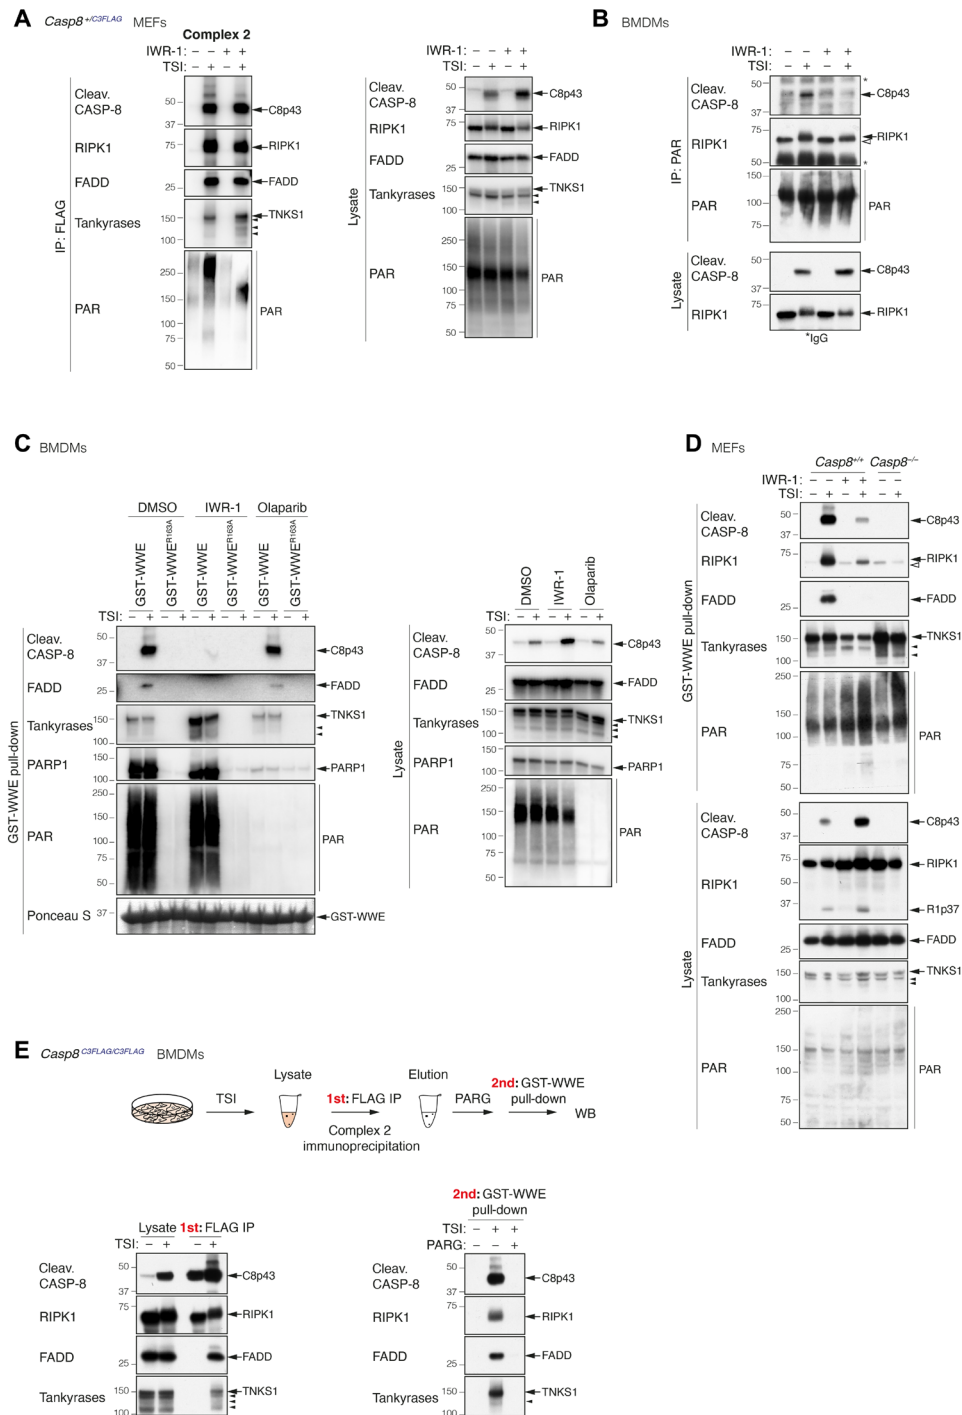 A Casp8+/C3FLAG MEFs
Complex 2
IWR-1: – – + +
TSI: – + – +
IP: FLAG
Cleav. CASP-8
50
37
C8p43
RIPK1
75
RIPK1
FADD
25
FADD
Tankyrases
150
100
TNKS1
PAR
250
150
100
75
50
PAR
IWR-1: – – + +
TSI: – + – +
Lysate
Cleav. CASP-8
50
37
C8p43
RIPK1
75
RIPK1
FADD
25
FADD
Tankyrases
150
100
TNKS1
PAR
250
150
100
75
50
PAR
B BMDMs
IWR-1: – – + +
TSI: – + – +
IP: PAR
Cleav. CASP-8
50
37
*
C8p43
RIPK1
75
50
RIPK1
*
PAR
150
100
75
PAR
Lysate
Cleav. CASP-8
50
37
C8p43
RIPK1
75
RIPK1
*IgG
C BMDMs
DMSO IWR-1 Olaparib
GST-WWE
GST-WWER163A
GST-WWE
GST-WWER163A
GST-WWE
GST-WWER163A
TSI: – + – + – + – + – + – +
GST-WWE pull-down
Cleav. CASP-8
50
37
C8p43
FADD
25
FADD
Tankyrases
150
100
TNKS1
PARP1
150
100
PARP1
PAR
250
150
100
75
50
PAR
Ponceau S
37
GST-WWE
DMSO
IWR-1
Olaparib
TSI: – + – + – +
Lysate
Cleav. CASP-8
50
37
C8p43
FADD
25
FADD
Tankyrases
150
100
TNKS1
PARP1
125
100
PARP1
PAR
250
150
100
75
50
PAR
D MEFs
Casp8+/+ Casp8–/–
IWR-1: – – + + – –
TSI: – + – + – +
GST-WWE pull-down
Cleav. CASP-8
50
37
C8p43
RIPK1
75
RIPK1
FADD
25
FADD
Tankyrases
150
100
TNKS1
PAR
250
150
100
75
50
PAR
Lysate
Cleav. CASP-8
50
37
C8p43
RIPK1
75
50
37
RIPK1
R1p37
FADD
25
FADD
Tankyrases
150
100
TNKS1
PAR
250
150
100
75
50
PAR
E Casp8C3FLAG/C3FLAG BMDMs
TSI
Lysate
1st: FLAG IP
Complex 2
immunoprecipitation
Elution
PARG
2nd: GST-WWE
pull-down
WB
Lysate 1st: FLAG IP
TSI: – + – +
Cleav. CASP-8
50
37
C8p43
RIPK1
75
RIPK1
FADD
25
FADD
Tankyrases
150
100
TNKS1
2nd: GST-WWE
pull-down
TSI: – + +
PARG: – – +
Cleav. CASP-8
50
37
C8p43
RIPK1
75
RIPK1
FADD
25
FADD
Tankyrases
150
100
TNKS1